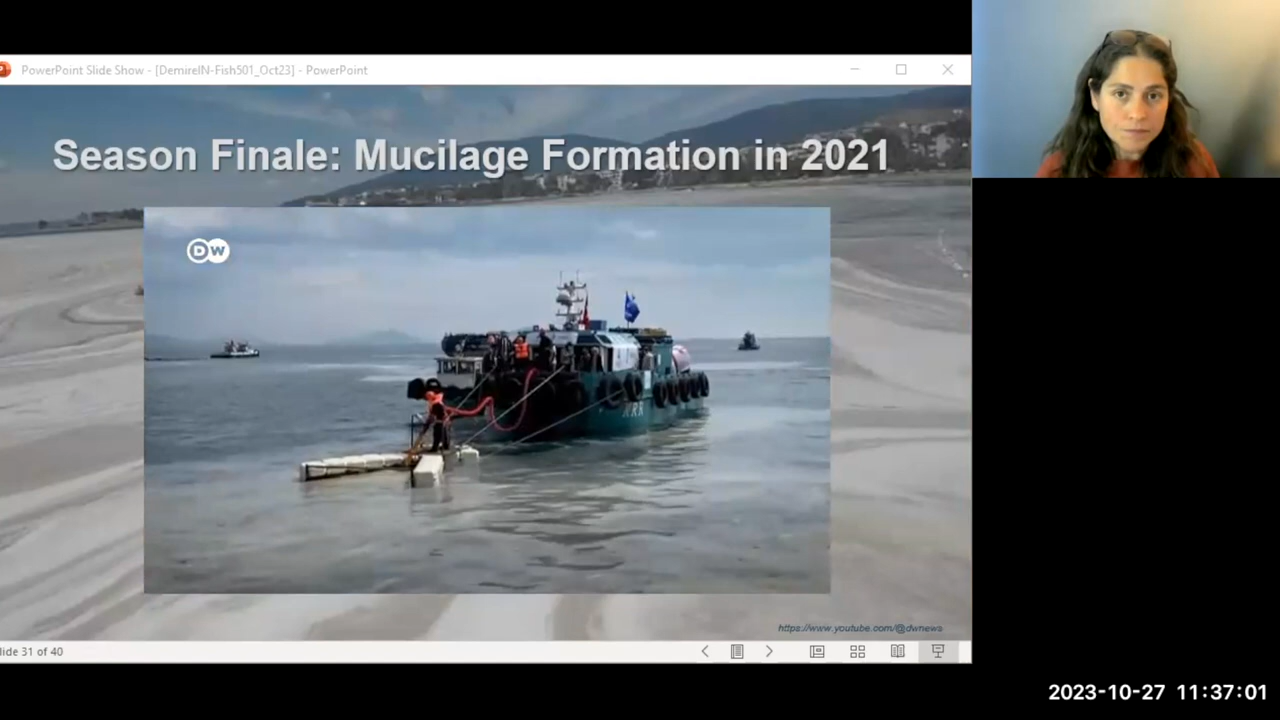 PowerPoint Slide Show - [DemirelN-Fish501_Oct23] - PowerPoint
Season Finale: Mucilage Formation in 2021
DW
https://www.youtube.com/@dwnews
lide 31 of 40
2023-10-27 11:37:01